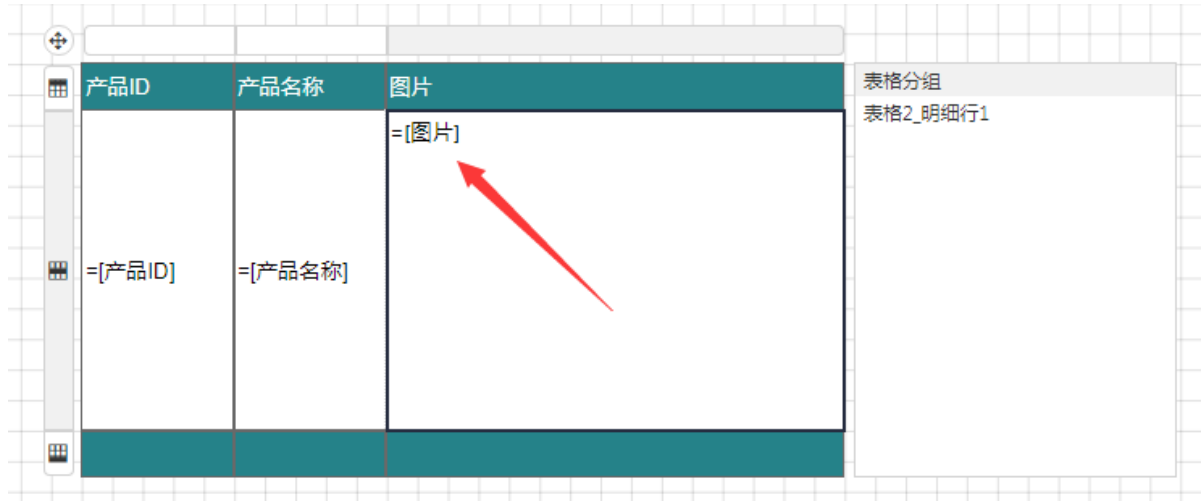 产品ID 产品名称 图片
=[图片]
=[产品ID] =[产品名称]
表格分组
表格2_明细行1